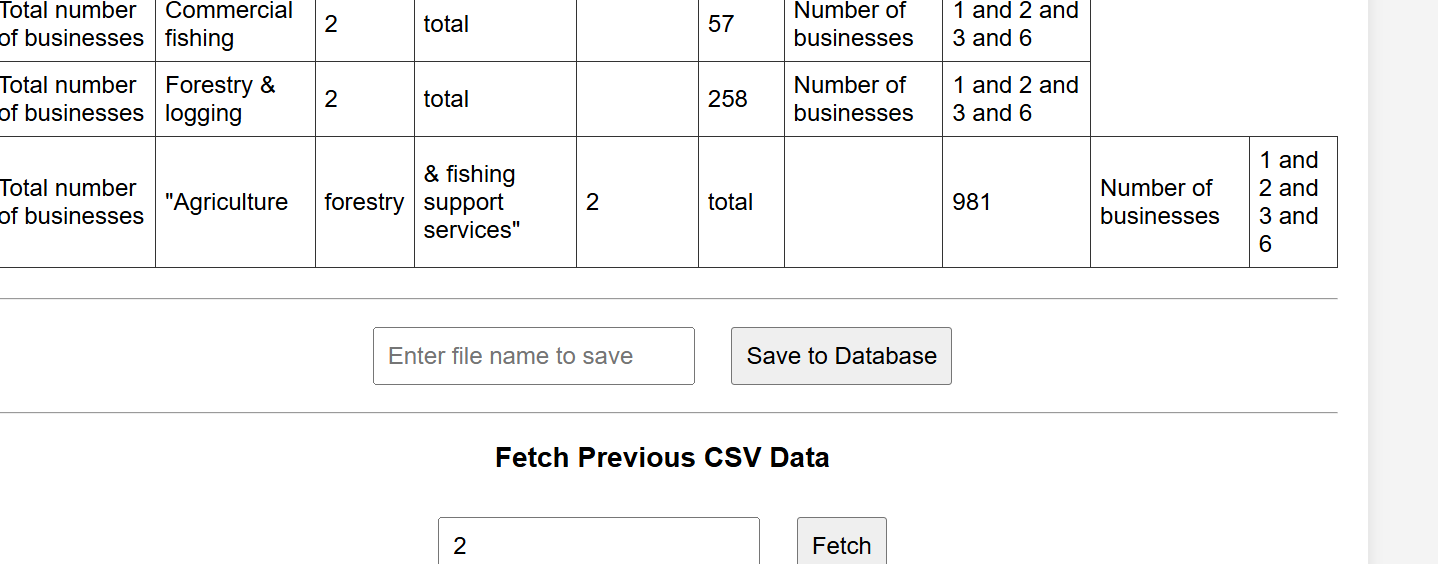 Total number Commercial 2 total 57 Number of 1 and 2 and
of businesses fishing businesses 3 and 6
Total number Forestry & 2 total 258 Number of 1 and 2 and
of businesses logging businesses 3 and 6
Total number of businesses "Agriculture forestry & fishing support services" 2 total 981 Number of businesses 1 and 2 and 3 and 6
Enter file name to save Save to Database
Fetch Previous CSV Data
2 Fetch